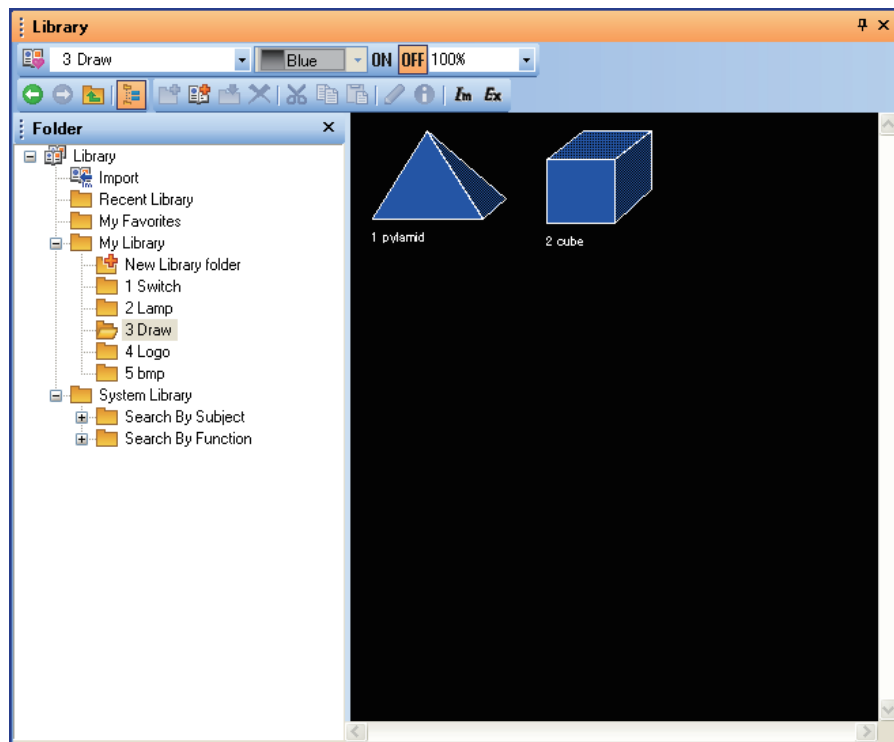 Library
3 Draw Blue ON OFF 100%
Im Ex
Folder
Library
Import
Recent Library
My Favorites
My Library
New Library folder
1 Switch
2 Lamp
3 Draw
4 Logo
5 bmp
System Library
Search By Subject
Search By Function
1 pylamid
2 cube